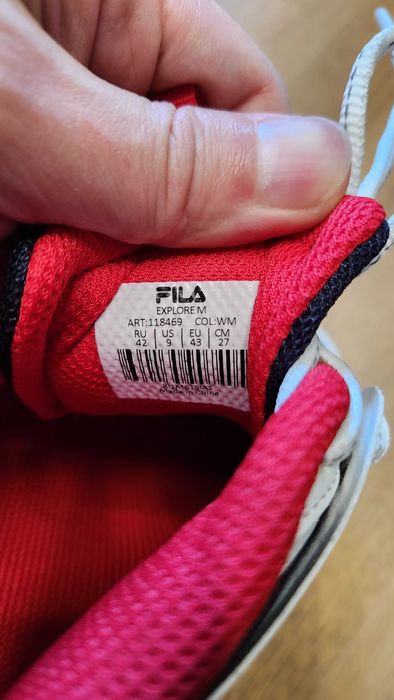 FILA
EXPLORE M
ART:118469 COL:WM
RU US EU CM
42 9 43 27
Made in China